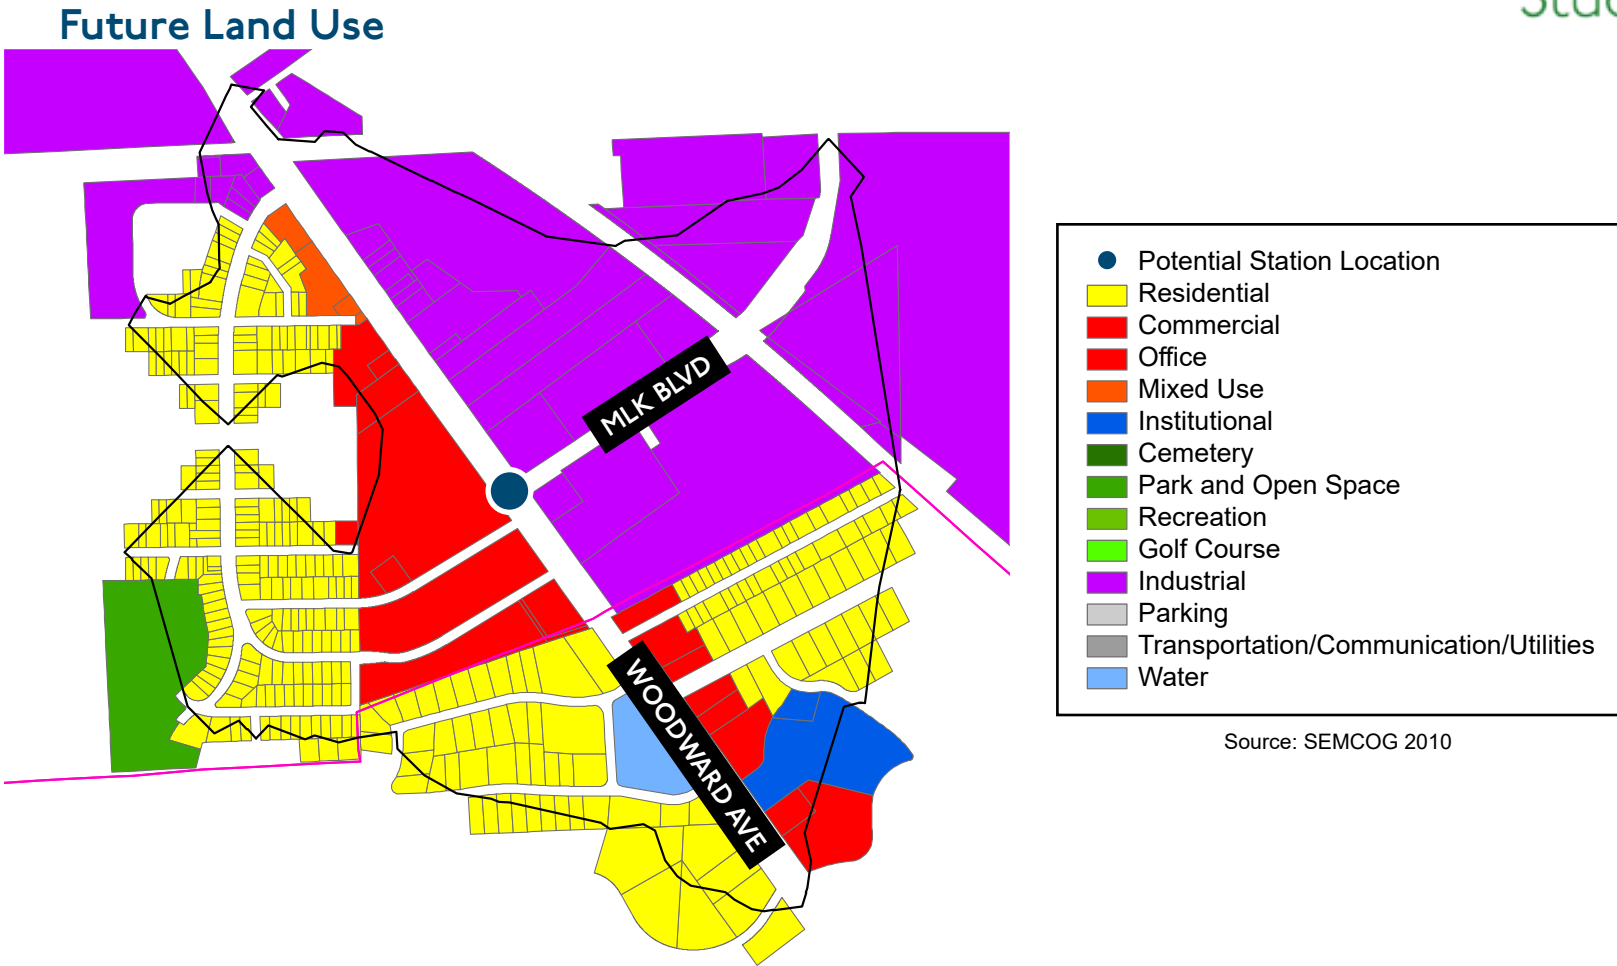 Future Land Use
MLK BLVD
WOODWARD AVE
Potential Station Location
Residential
Commercial
Office
Mixed Use
Institutional
Cemetery
Park and Open Space
Recreation
Golf Course
Industrial
Parking
Transportation/Communication/Utilities
Water
Source: SEMCOG 2010